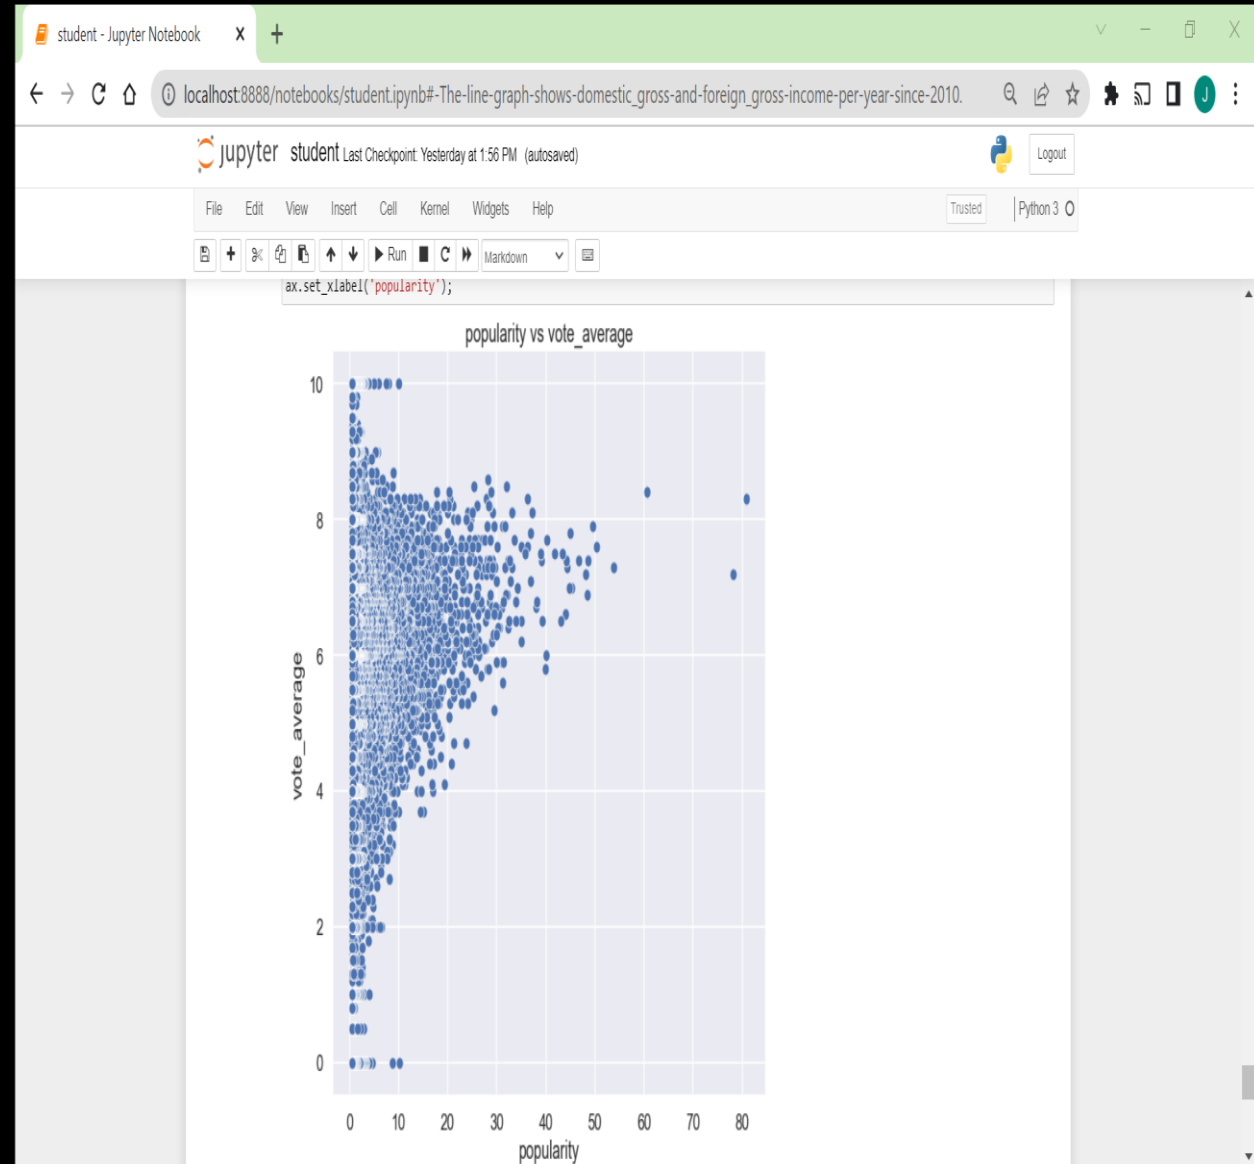 student - Jupyter Notebook X +
localhost:8888/notebooks/student.ipynb#-The-line-graph-shows-domestic_gross-and-foreign_gross-income-per-year-since-2010. J
jupyter student Last Checkpoint: Yesterday at 1:56 PM (autosaved) Logout
File Edit View Insert Cell Kernel Widgets Help Trusted Python 3
Run Markdown
ax.set_xlabel('popularity');
popularity vs vote_average
10
8
6
4
2
0
vote_average
0 10 20 30 40 50 60 70 80
popularity